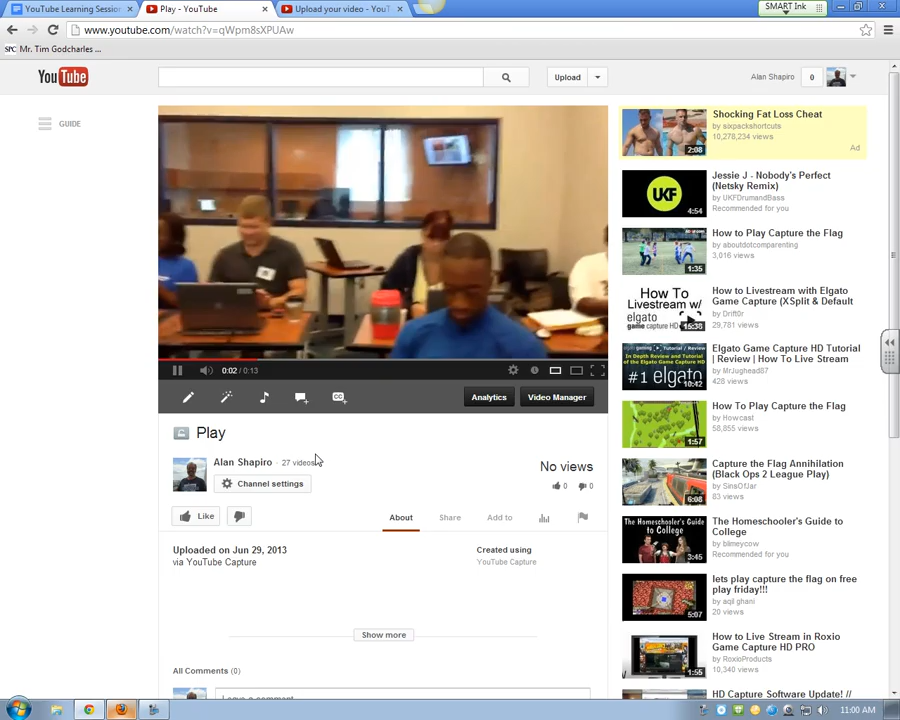 YouTube Learning Session
Play - YouTube
Upload your video - YouT
SMART Ink
www.youtube.com/watch?v=qWpm8sXPUAw
SPC Mr. Tim Godcharles ...
YouTube
Upload
Alan Shapiro
0
GUIDE
0:02 / 0:13
Analytics
Video Manager
Play
Alan Shapiro · 27 videos
Channel settings
No views
0
0
Like
About
Share
Add to
Uploaded on Jun 29, 2013
via YouTube Capture
Created using
YouTube Capture
Show more
All Comments (0)
Leave a comment
Shocking Fat Loss Cheat
by sixpackshortcuts
10,278,234 views
Ad
2:08
Jessie J - Nobody's Perfect
(Netsky Remix)
by UKFDrumandBass
Recommended for you
UKF
4:54
How to Play Capture the Flag
by aboutdotcomparenting
3,016 views
1:35
How to Livestream with Elgato
Game Capture (XSplit & Default
by Drift0r
29,781 views
How To
Livestream w/
elgato
game capture HD
15:38
Elgato Game Capture HD Tutorial
| Review | How To Live Stream
by MrJughead87
428 views
#1 elgato
10:42
How To Play Capture the Flag
by Howcast
58,855 views
1:57
Capture the Flag Annihilation
(Black Ops 2 League Play)
by SinsOfJar
83 views
6:08
The Homeschooler's Guide to
College
by blimeycow
Recommended for you
3:45
lets play capture the flag on free
play friday!!!
by aqil ghani
20 views
5:07
How to Live Stream in Roxio
Game Capture HD PRO
by RoxioProducts
10,340 views
1:55
HD Capture Software Update! //
11:00 AM